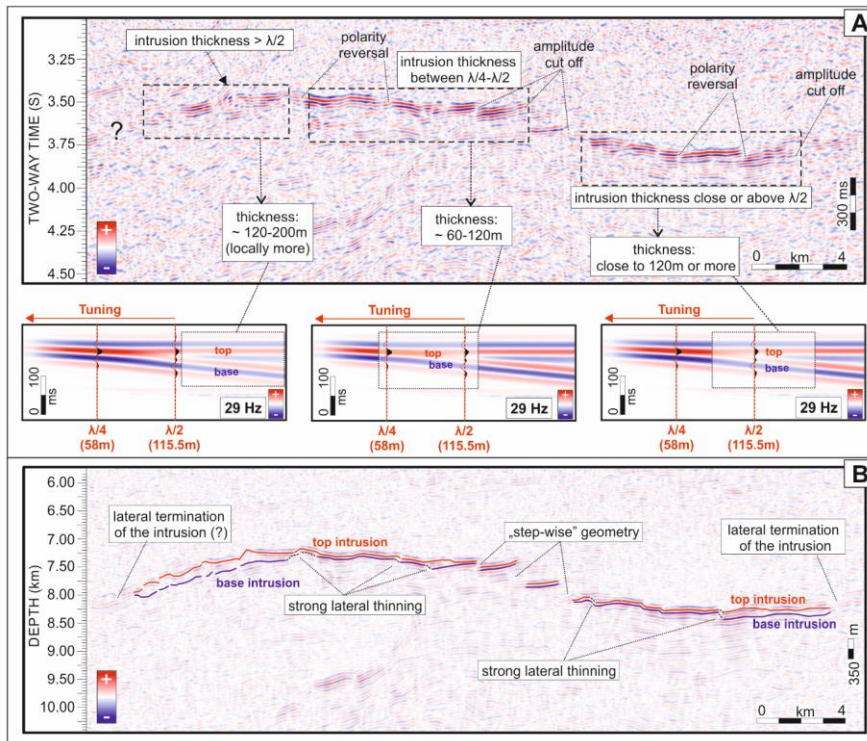 A
TWO-WAY TIME (S)
3.25
3.50
3.75
4.00
4.25
4.50
intrusion thickness > λ/2
polarity
reversal
intrusion thickness
between λ/4-λ/2
amplitude
cut off
polarity
reversal
amplitude
cut off
?
intrusion thickness close or above λ/2
thickness:
~ 120-200m
(locally more)
thickness:
~ 60-120m
thickness:
close to 120m or more
300 ms
0 km 4
+
-
Tuning
top
base
0 100
ms
29 Hz
+
-
λ/4
(58m)
λ/2
(115.5m)
Tuning
top
base
0 100
ms
29 Hz
+
-
λ/4
(58m)
λ/2
(115.5m)
Tuning
top
base
0 100
ms
29 Hz
+
-
λ/4
(58m)
λ/2
(115.5m)
B
DEPTH (km)
6.00
6.50
7.00
7.50
8.00
8.50
9.00
9.50
10.00
lateral termination
of the intrusion (?)
top intrusion
base intrusion
„step-wise” geometry
strong lateral thinning
lateral termination
of the intrusion
top intrusion
base intrusion
strong lateral thinning
350 m
0 km 4
+
-